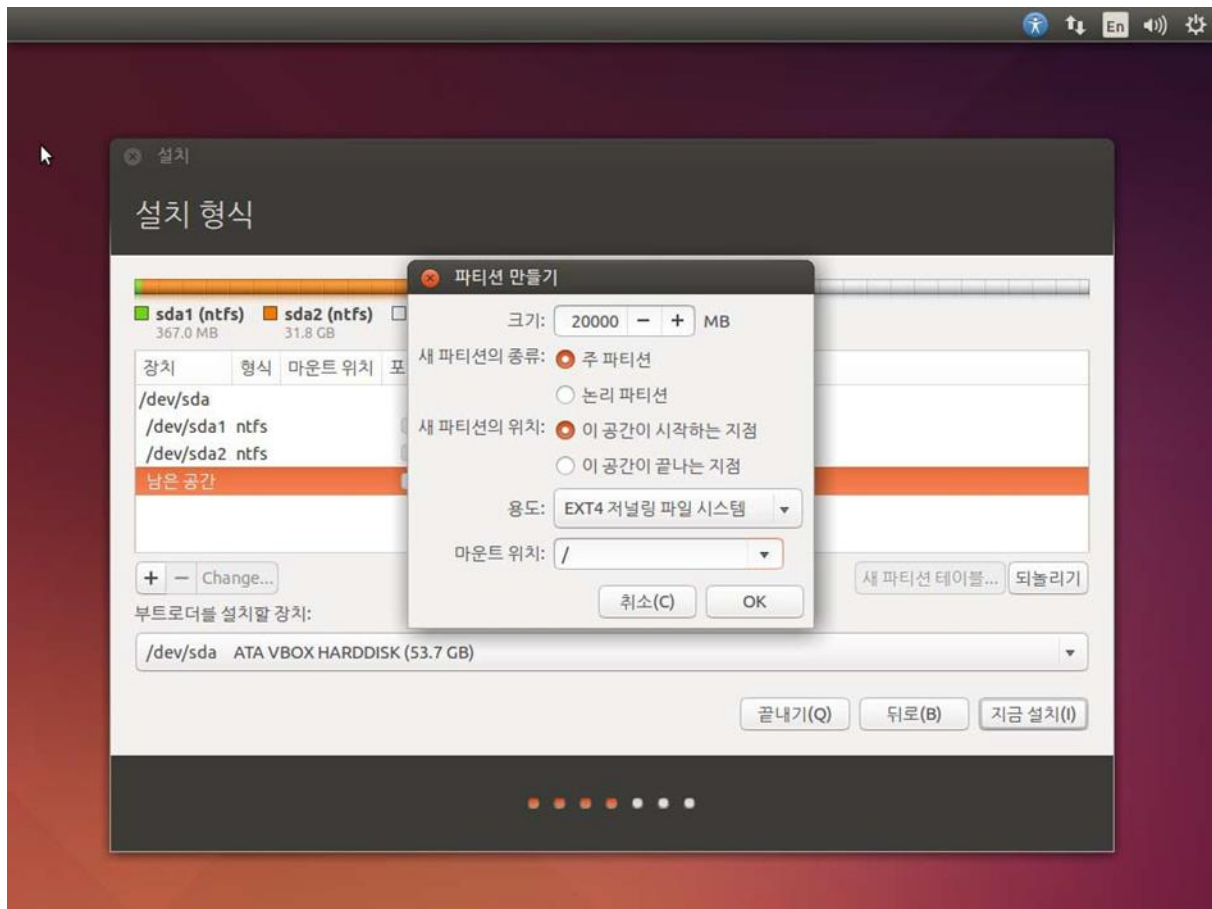 En
설치
설치 형식
파티션 만들기
크기: 20000 − + MB
sda1 (ntfs) sda2 (ntfs)
367.0 MB 31.8 GB
새 파티션의 종류: 주 파티션
장치 형식 마운트 위치 포
논리 파티션
/dev/sda
/dev/sda1 ntfs
새 파티션의 위치: 이 공간이 시작하는 지점
/dev/sda2 ntfs
이 공간이 끝나는 지점
남은 공간
용도: EXT4 저널링 파일 시스템
마운트 위치: /
+ − Change...
새 파티션 테이블... 되돌리기
취소(C) OK
부트로더를 설치할 장치:
/dev/sda ATA VBOX HARDDISK (53.7 GB)
끝내기(Q) 뒤로(B) 지금 설치(I)